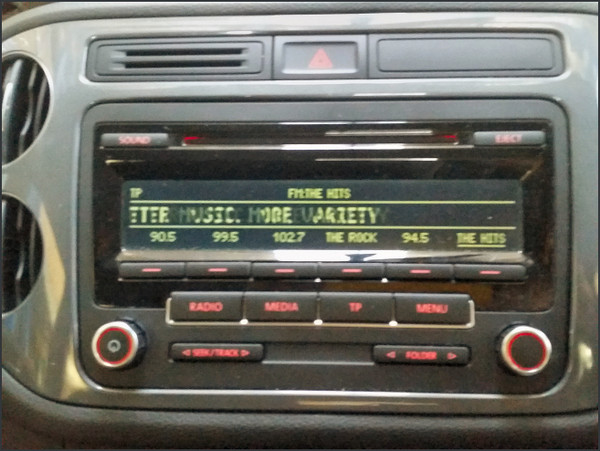 SOUND EJECT
TP FM:THE HITS
ETTER MUSIC. MORE VARIETY
90.5 99.5 102.7 THE ROCK 94.5 THE HITS
RADIO MEDIA TP MENU
SEEK/TRACK FOLDER